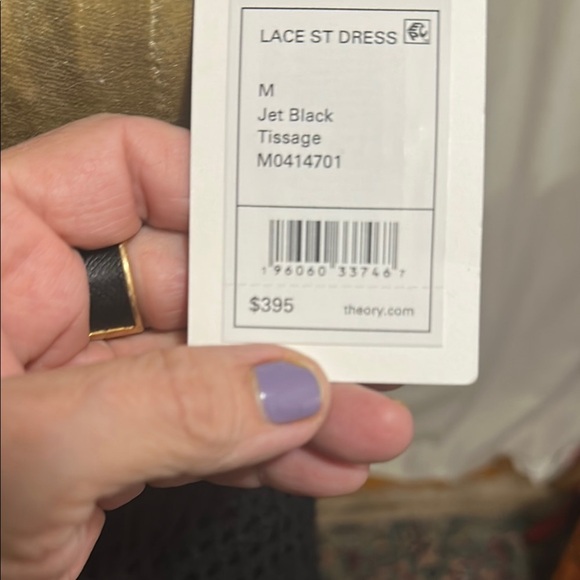 LACE ST DRESS
M
Jet Black
Tissage
M0414701
1 96060 33746 7
$395 theory.com